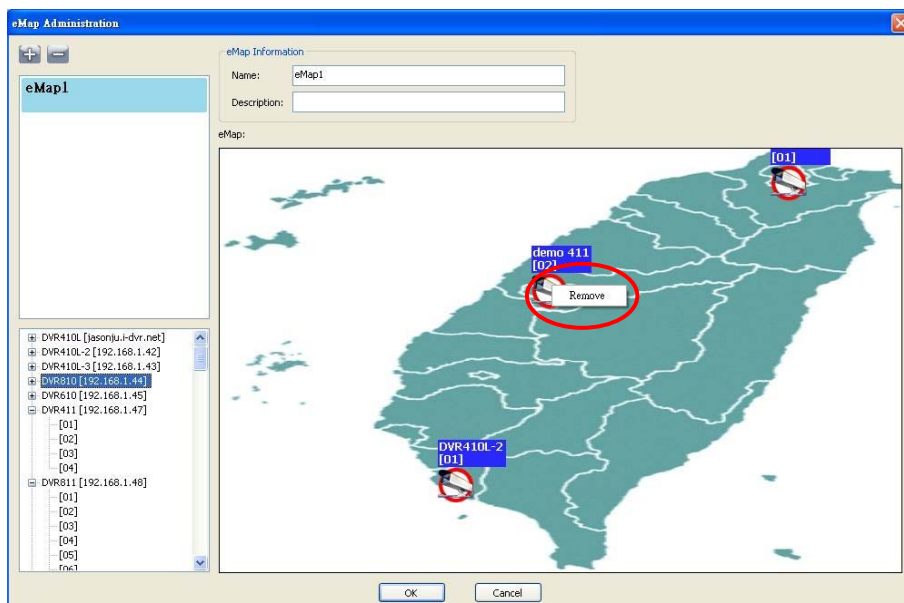 eMap Administration
eMap1
eMap Information
Name:
eMap1
Description:
eMap:
[01]
demo 411
[02]
Remove
DVR410L-2
[01]
DVR410L [jasonju.i-dvr.net]
DVR410L-2 [192.168.1.42]
DVR410L-3 [192.168.1.43]
DVR810 [192.168.1.44]
DVR610 [192.168.1.45]
DVR411 [192.168.1.47]
[01]
[02]
[03]
[04]
DVR811 [192.168.1.48]
[01]
[02]
[03]
[04]
[05]
[06]
OK
Cancel